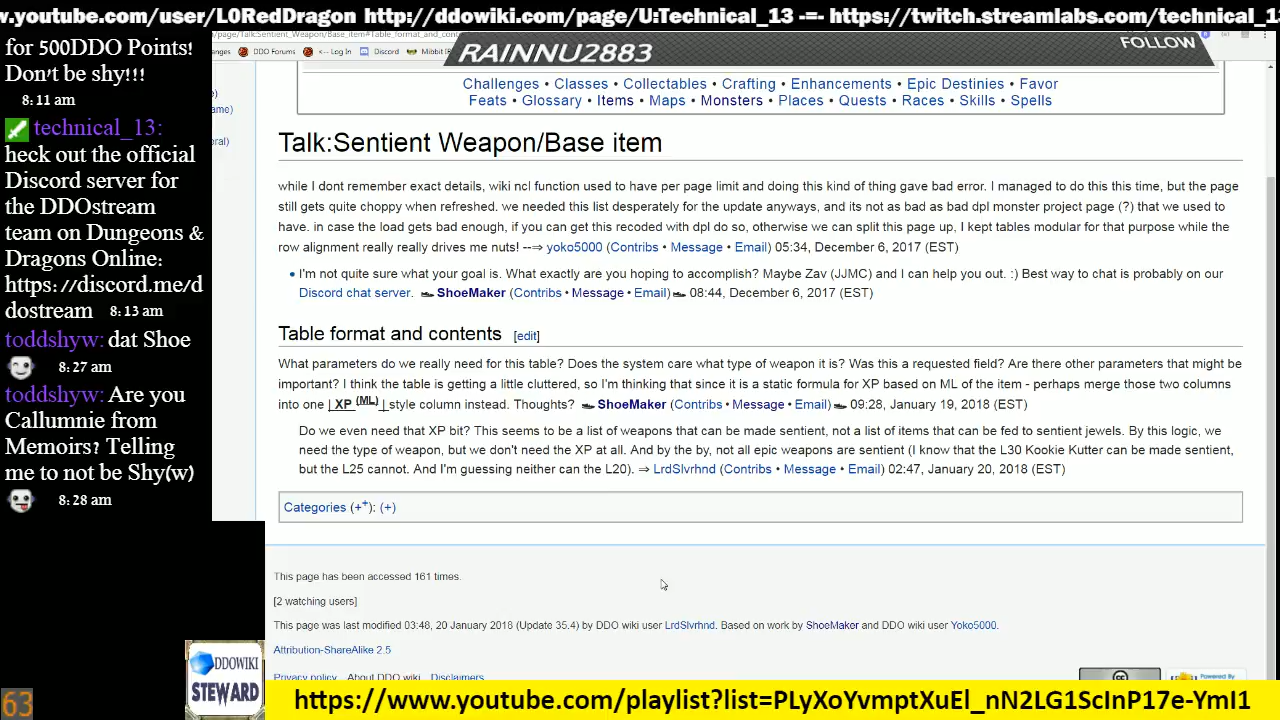 w.youtube.com/user/L0RedDragon http://ddowiki.com/page/U:Technical_13 -=- https://twitch.streamlabs.com/technical_1
for 500DDO Points!
Don't be shy!!!
8:11 am
technical_13:
heck out the official
Discord server for
the DDOstream
team on Dungeons &
Dragons Online:
https://discord.me/d
dostream 8:13 am
toddshyw: dat Shoe
8:27 am
toddshyw: Are you
Callumnie from
Memoirs? Telling
me to not be Shy(w)
8:28 am
/page/Talk:Sentient_Weapon/Base_item#Table_format_and_cont
nges DDO Forums <-- Log In Discord Mibbit
RAINNU2883
FOLLOW
ame)
ral)
Challenges • Classes • Collectables • Crafting • Enhancements • Epic Destinies • Favor
Feats • Glossary • Items • Maps • Monsters • Places • Quests • Races • Skills • Spells
Talk:Sentient Weapon/Base item
while I dont remember exact details, wiki ncl function used to have per page limit and doing this kind of thing gave bad error. I managed to do this this time, but the page
still gets quite choppy when refreshed. we needed this list desperately for the update anyways, and its not as bad as bad dpl monster project page (?) that we used to
have. in case the load gets bad enough, if you can get this recoded with dpl do so, otherwise we can split this page up, I kept tables modular for that purpose while the
row alignment really really drives me nuts! --⇒ yoko5000 (Contribs • Message • Email) 05:34, December 6, 2017 (EST)
• I'm not quite sure what your goal is. What exactly are you hoping to accomplish? Maybe Zav (JJMC) and I can help you out. :) Best way to chat is probably on our
Discord chat server. ShoeMaker (Contribs • Message • Email) 08:44, December 6, 2017 (EST)
Table format and contents [edit]
What parameters do we really need for this table? Does the system care what type of weapon it is? Was this a requested field? Are there other parameters that might be
important? I think the table is getting a little cluttered, so I'm thinking that since it is a static formula for XP based on ML of the item - perhaps merge those two columns
into one | XP (ML) | style column instead. Thoughts? ShoeMaker (Contribs • Message • Email) 09:28, January 19, 2018 (EST)
Do we even need that XP bit? This seems to be a list of weapons that can be made sentient, not a list of items that can be fed to sentient jewels. By this logic, we
need the type of weapon, but we don't need the XP at all. And by the by, not all epic weapons are sentient (I know that the L30 Kookie Kutter can be made sentient,
but the L25 cannot. And I'm guessing neither can the L20). ⇒ LrdSlvrhnd (Contribs • Message • Email) 02:47, January 20, 2018 (EST)
Categories (++): (+)
This page has been accessed 161 times.
[2 watching users]
This page was last modified 03:48, 20 January 2018 (Update 35.4) by DDO wiki user LrdSlvrhnd. Based on work by ShoeMaker and DDO wiki user Yoko5000.
Attribution-ShareAlike 2.5
Privacy policy About DDO wiki Disclaimers
Powered By
DDOWIKI
STEWARD
63
https://www.youtube.com/playlist?list=PLyXoYvmptXuEl_nN2LG1ScInP17e-YmI1